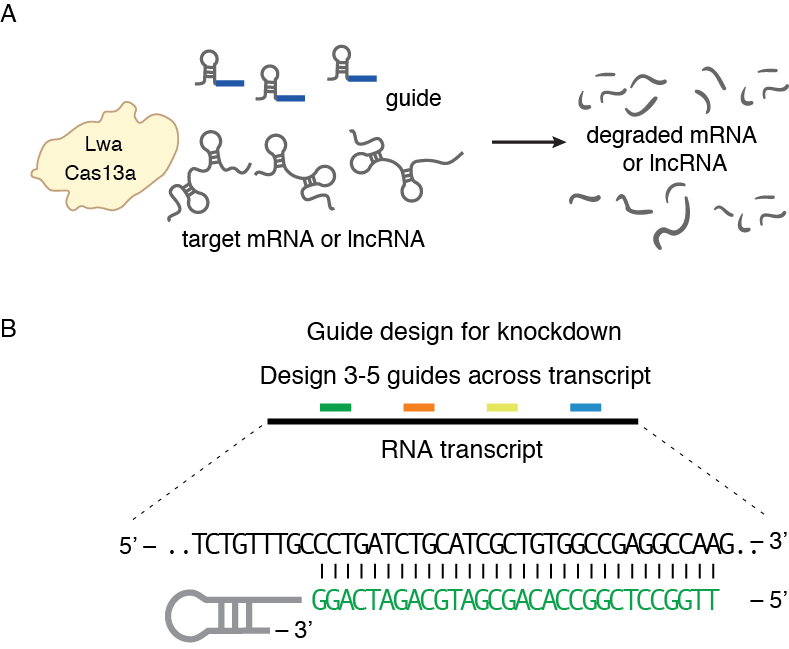 A
guide
Lwa
Cas13a
degraded mRNA
or lncRNA
target mRNA or lncRNA
B
Guide design for knockdown
Design 3-5 guides across transcript
RNA transcript
5’ – ..TCTGTTTGCCCTGATCTGCATCGCTGTGGCCGAGGCCAAG..– 3’
GGACTAGACGTAGCGACACCGGCTCCGGTT – 5’
– 3’